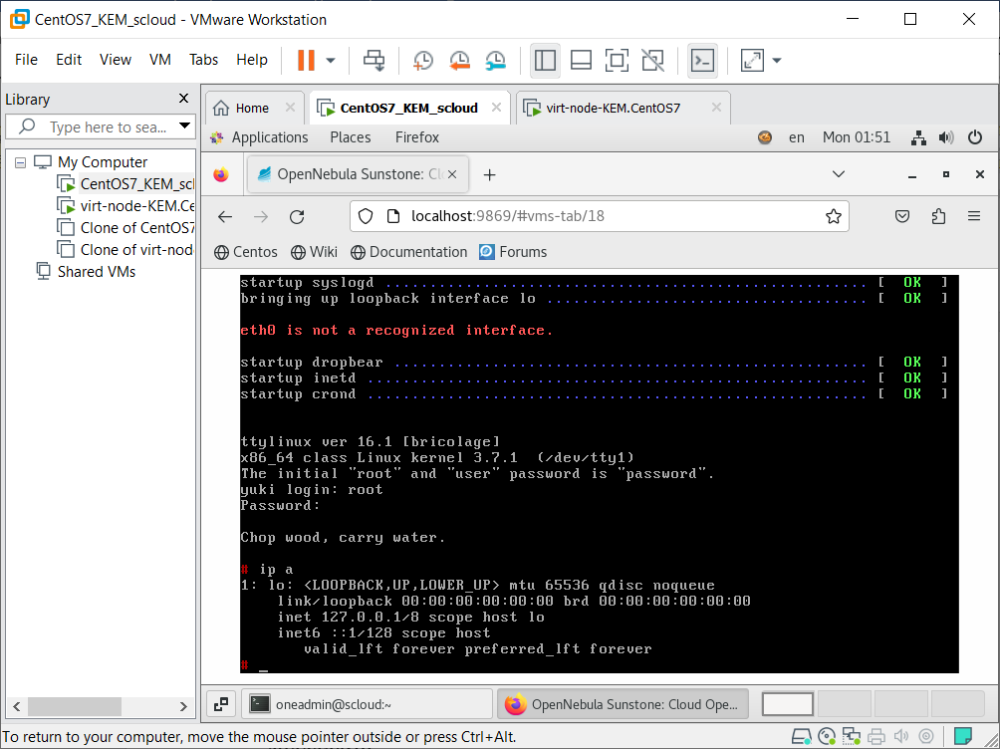 CentOS7_KEM_scloud - VMware Workstation
File Edit View VM Tabs Help
Library
Type here to sea...
My Computer
CentOS7_KEM_scl
virt-node-KEM.Ce
Clone of CentOS7
Clone of virt-nod
Shared VMs
Home CentOS7_KEM_scloud virt-node-KEM.CentOS7
Applications Places Firefox en Mon 01:51
OpenNebula Sunstone: Cl
localhost:9869/#vms-tab/18
Centos Wiki Documentation Forums
startup syslogd ...................................................... [ OK ]
bringing up loopback interface lo .................................... [ OK ]
eth0 is not a recognized interface.
startup dropbear ..................................................... [ OK ]
startup inetd ........................................................ [ OK ]
startup crond ........................................................ [ OK ]
ttylinux ver 16.1 [bricolage]
x86_64 class Linux kernel 3.7.1 (/dev/tty1)
The initial "root" and "user" password is "password".
yuki login: root
Password:
Chop wood, carry water.
# ip a
1: lo: <LOOPBACK,UP,LOWER_UP> mtu 65536 qdisc noqueue
link/loopback 00:00:00:00:00:00 brd 00:00:00:00:00:00
inet 127.0.0.1/8 scope host lo
inet6 ::1/128 scope host
valid_lft forever preferred_lft forever
# _
oneadmin@scloud:~ OpenNebula Sunstone: Cloud Ope...
To return to your computer, move the mouse pointer outside or press Ctrl+Alt.